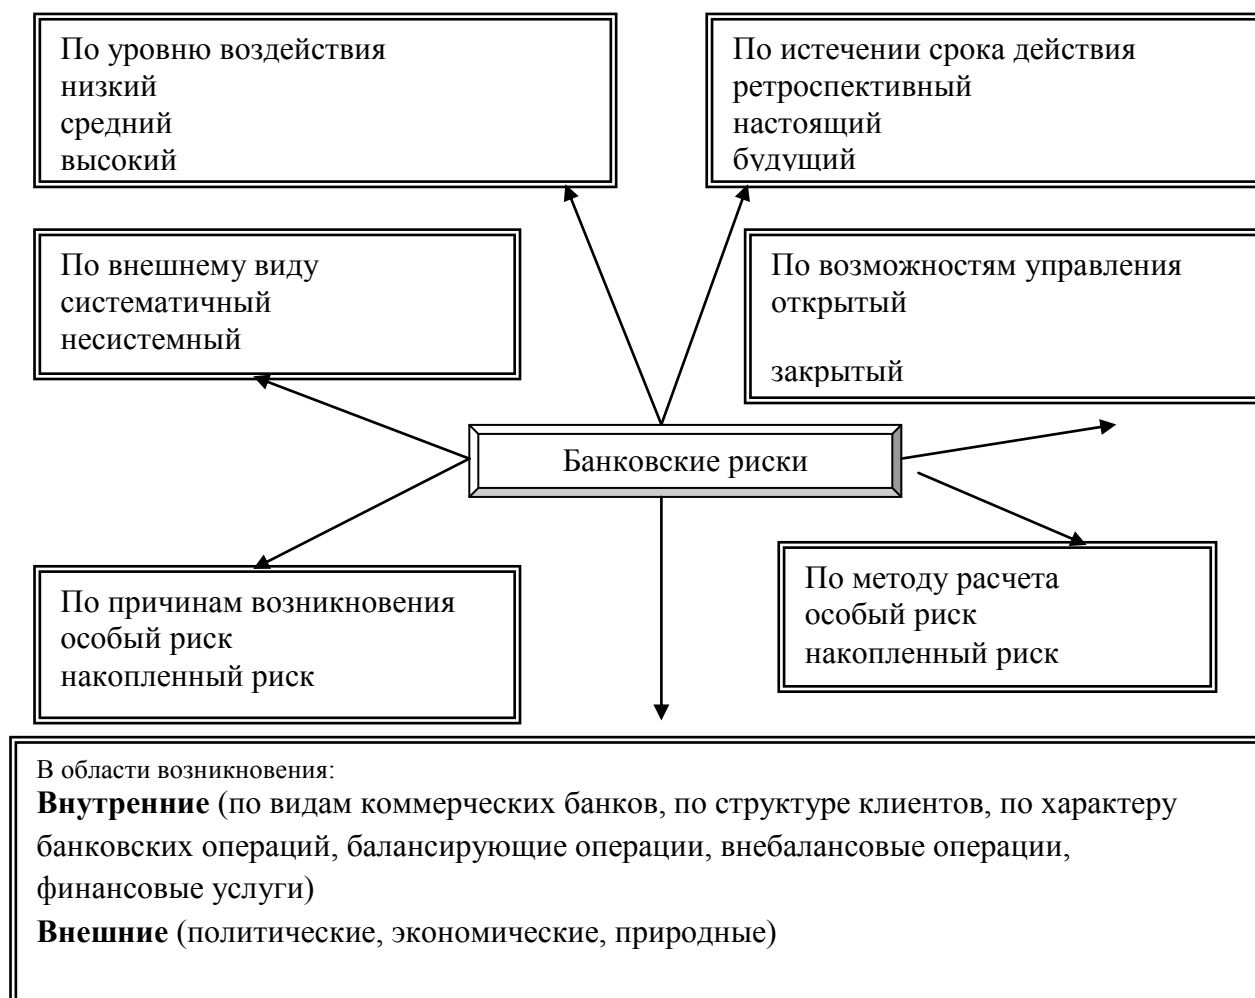 По уровню воздействия
низкий
средний
высокий
По истечении срока действия
ретроспективный
настоящий
будущий
По внешнему виду
систематичный
несистемный
По возможностям управления
открытый
закрытый
Банковские риски
По причинам возникновения
особый риск
накопленный риск
По методу расчета
особый риск
накопленный риск
В области возникновения:
Внутренние (по видам коммерческих банков, по структуре клиентов, по характеру
банковских операций, балансирующие операции, внебалансовые операции,
финансовые услуги)
Внешние (политические, экономические, природные)